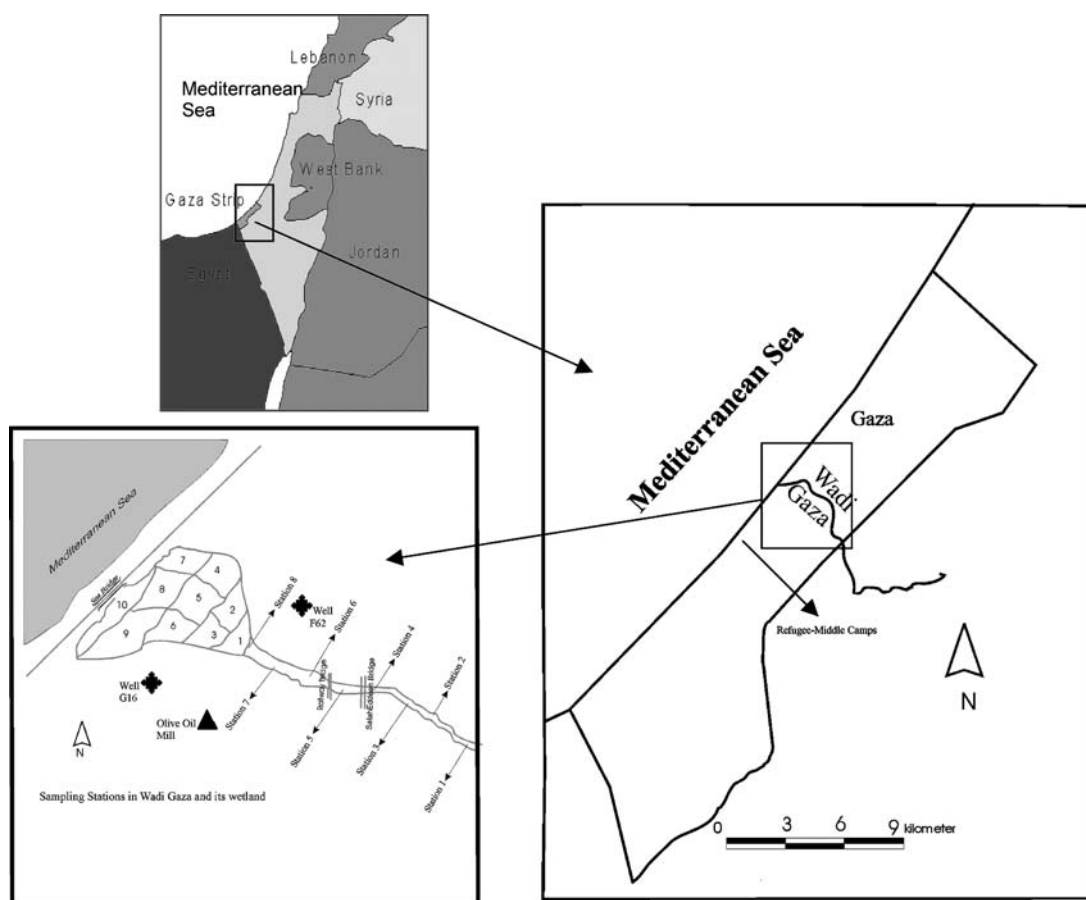 Lebanon
Mediterranean
Sea
Syria
West Bank
Gaza Strip
Jordan
Egypt
Mediterranean Sea
Gaza
Wadi
Gaza
Refugee-Middle Camps
N
0 3 6 9 kilometer
Mediterranean Sea
Sea Bridge
7
4
8
5
10
2
9
6
3
1
Station 8
Well
F62
Station 6
Station 4
Station 2
Railway Bridge
SalahEddeen Bridge
Well
G16
Olive Oil
Mill
Station 7
Station 5
Station 3
Station 1
N
Sampling Stations in Wadi Gaza and its wetland